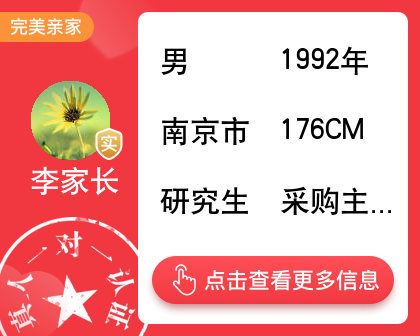 完美亲家
男 1992年
南京市 176CM
实
李家长
研究生 采购主...
一对一认证
真人
点击查看更多信息